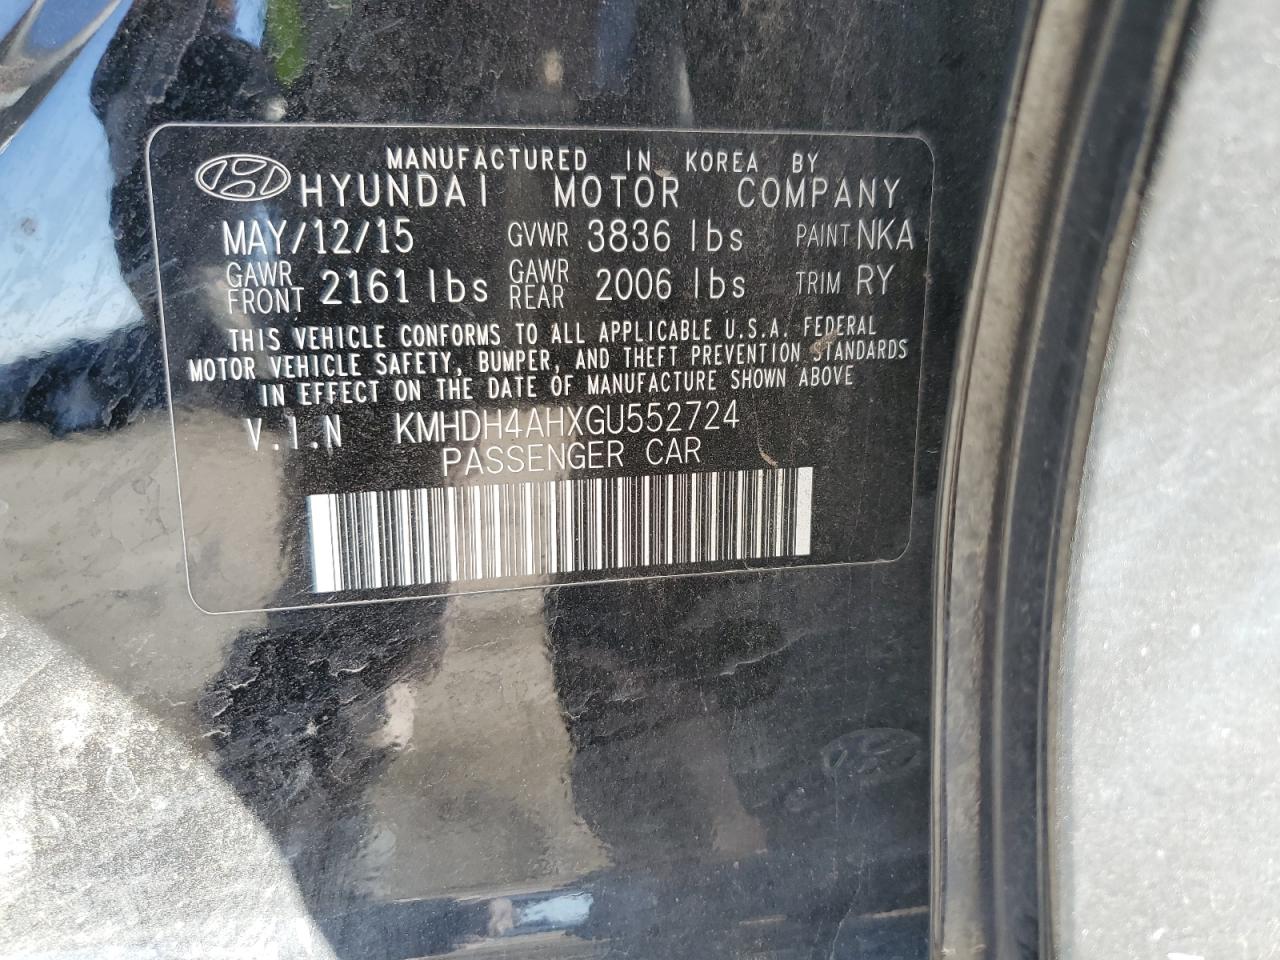 MANUFACTURED IN KOREA BY
HYUNDAI MOTOR COMPANY
MAY/12/15 GVWR 3836 lbs PAINT NKA
GAWR FRONT 2161 lbs GAWR REAR 2006 lbs TRIM RY
THIS VEHICLE CONFORMS TO ALL APPLICABLE U.S.A. FEDERAL
MOTOR VEHICLE SAFETY, BUMPER, AND THEFT PREVENTION STANDARDS
IN EFFECT ON THE DATE OF MANUFACTURE SHOWN ABOVE
V.I.N KMHDH4AHXGU552724
PASSENGER CAR